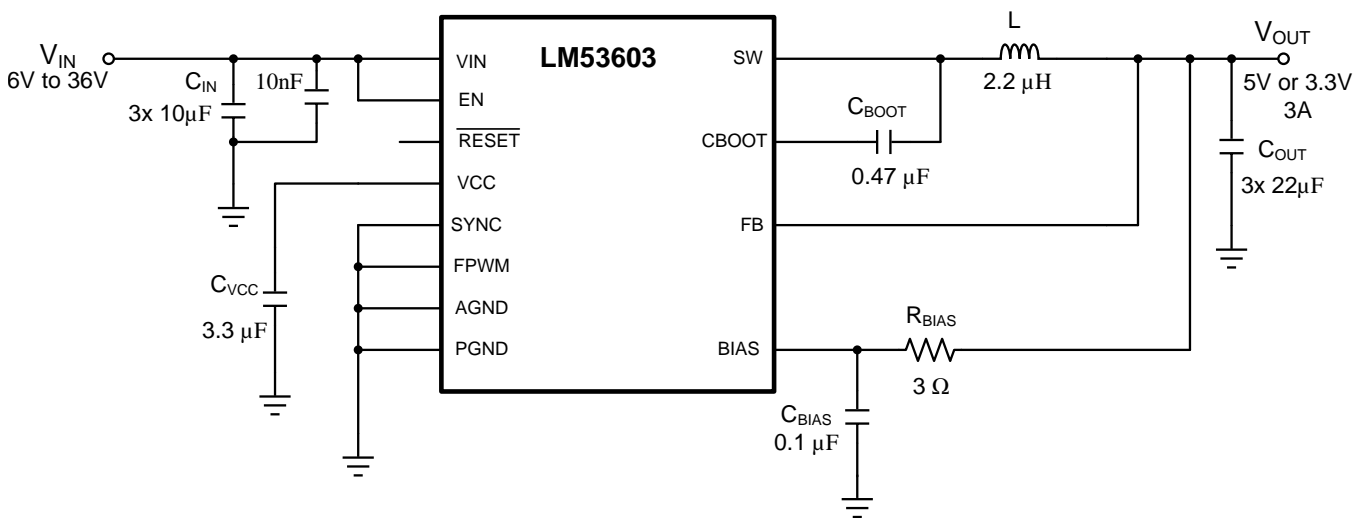 V_IN
6V to 36V
C_IN
3x 10µF
10nF
VIN
EN
RESET
VCC
SYNC
FPWM
AGND
PGND
C_VCC
3.3 µF
LM53603
SW
CBOOT
FB
BIAS
L
2.2 µH
C_BOOT
0.47 µF
R_BIAS
3 Ω
C_BIAS
0.1 µF
V_OUT
5V or 3.3V
3A
C_OUT
3x 22µF